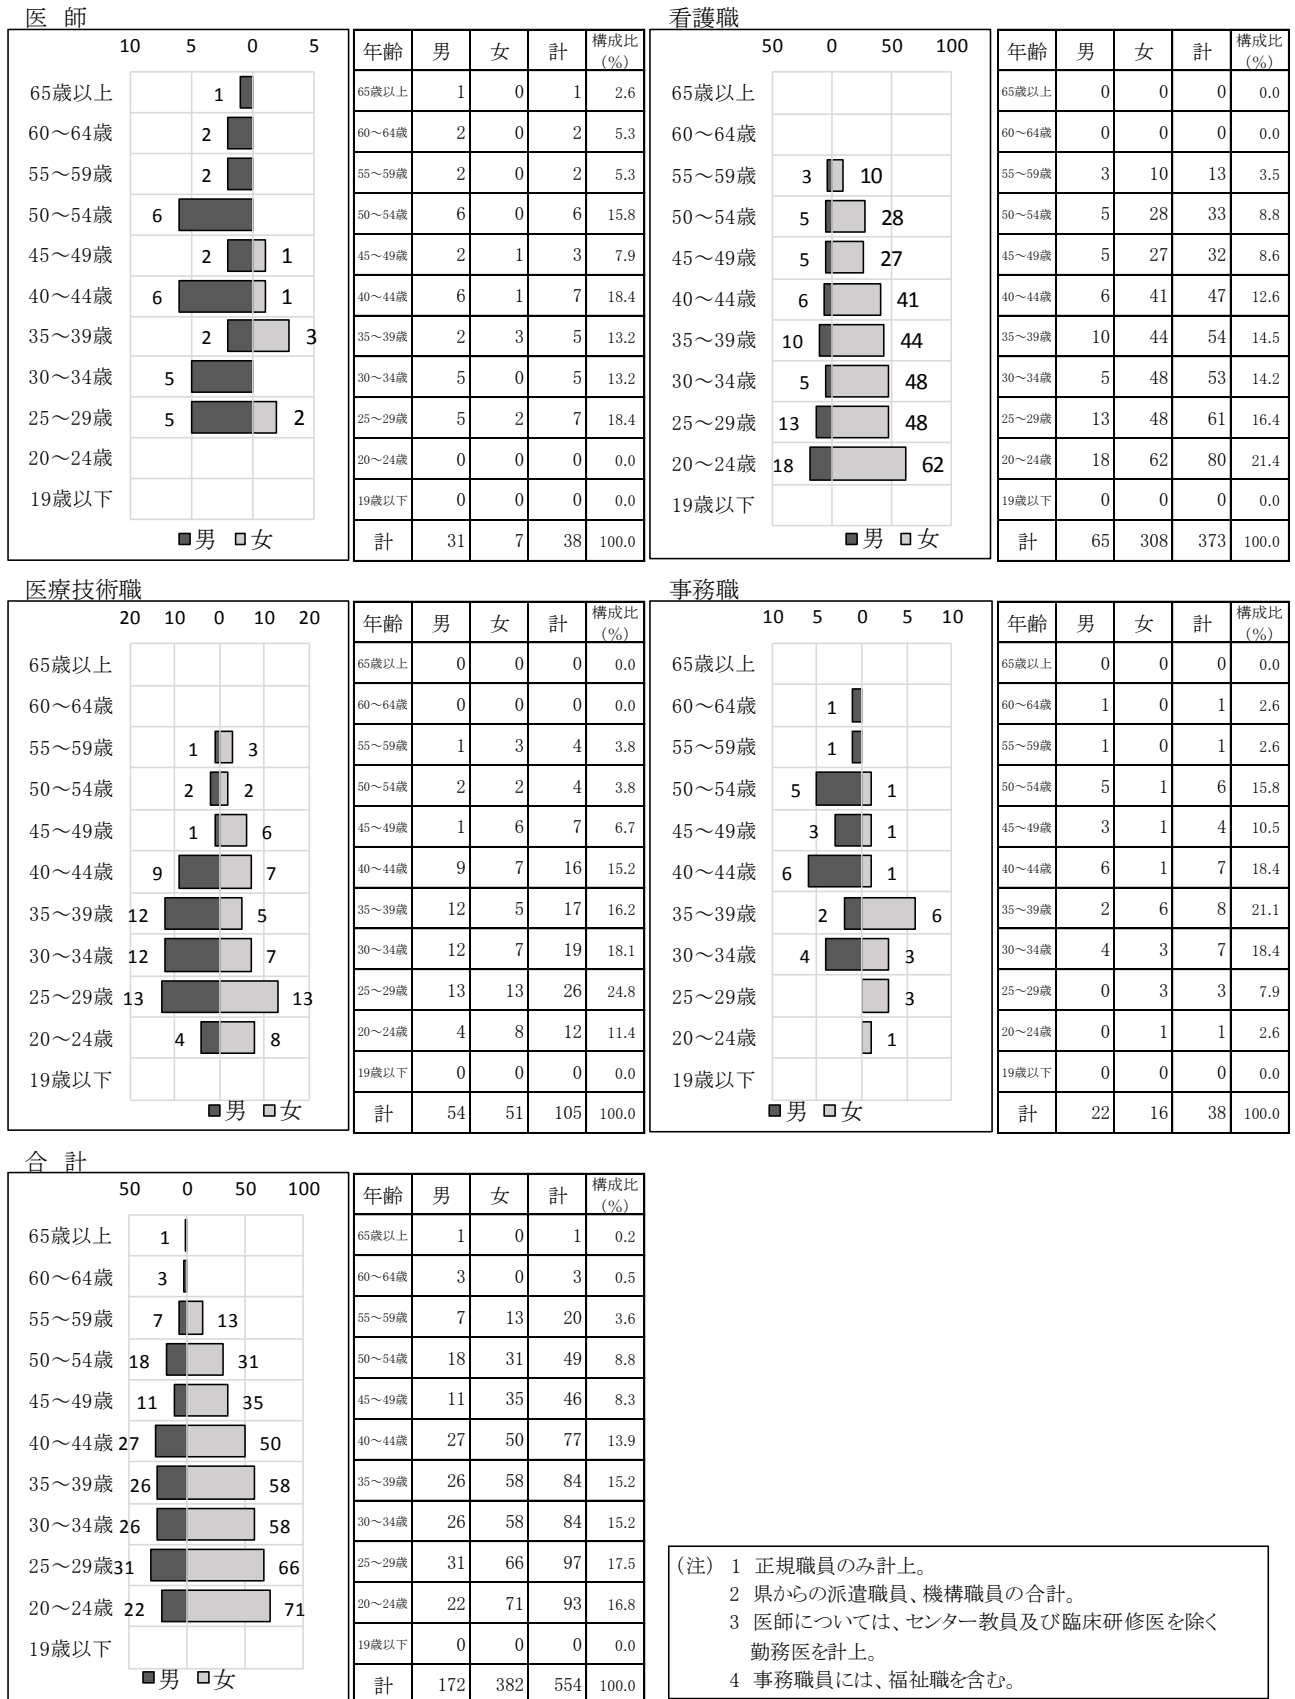 医 師
10 5 0 5
65歳以上 1
60～64歳 2
55～59歳 2
50～54歳 6
45～49歳 2 1
40～44歳 6 1
35～39歳 2 3
30～34歳 5
25～29歳 5 2
20～24歳
19歳以下
■男 □女
年齢 男 女 計 構成比(%)
65歳以上 1 0 1 2.6
60～64歳 2 0 2 5.3
55～59歳 2 0 2 5.3
50～54歳 6 0 6 15.8
45～49歳 2 1 3 7.9
40～44歳 6 1 7 18.4
35～39歳 2 3 5 13.2
30～34歳 5 0 5 13.2
25～29歳 5 2 7 18.4
20～24歳 0 0 0 0.0
19歳以下 0 0 0 0.0
計 31 7 38 100.0
看護職
50 0 50 100
65歳以上
60～64歳
55～59歳 3 10
50～54歳 5 28
45～49歳 5 27
40～44歳 6 41
35～39歳 10 44
30～34歳 5 48
25～29歳 13 48
20～24歳 18 62
19歳以下
■男 □女
年齢 男 女 計 構成比(%)
65歳以上 0 0 0 0.0
60～64歳 0 0 0 0.0
55～59歳 3 10 13 3.5
50～54歳 5 28 33 8.8
45～49歳 5 27 32 8.6
40～44歳 6 41 47 12.6
35～39歳 10 44 54 14.5
30～34歳 5 48 53 14.2
25～29歳 13 48 61 16.4
20～24歳 18 62 80 21.4
19歳以下 0 0 0 0.0
計 65 308 373 100.0
医療技術職
20 10 0 10 20
65歳以上
60～64歳
55～59歳 1 3
50～54歳 2 2
45～49歳 1 6
40～44歳 9 7
35～39歳 12 5
30～34歳 12 7
25～29歳 13 13
20～24歳 4 8
19歳以下
■男 □女
年齢 男 女 計 構成比(%)
65歳以上 0 0 0 0.0
60～64歳 0 0 0 0.0
55～59歳 1 3 4 3.8
50～54歳 2 2 4 3.8
45～49歳 1 6 7 6.7
40～44歳 9 7 16 15.2
35～39歳 12 5 17 16.2
30～34歳 12 7 19 18.1
25～29歳 13 13 26 24.8
20～24歳 4 8 12 11.4
19歳以下 0 0 0 0.0
計 54 51 105 100.0
事務職
10 5 0 5 10
65歳以上
60～64歳 1
55～59歳 1
50～54歳 5 1
45～49歳 3 1
40～44歳 6 1
35～39歳 2 6
30～34歳 4 3
25～29歳 3
20～24歳 1
19歳以下
■男 □女
年齢 男 女 計 構成比(%)
65歳以上 0 0 0 0.0
60～64歳 1 0 1 2.6
55～59歳 1 0 1 2.6
50～54歳 5 1 6 15.8
45～49歳 3 1 4 10.5
40～44歳 6 1 7 18.4
35～39歳 2 6 8 21.1
30～34歳 4 3 7 18.4
25～29歳 0 3 3 7.9
20～24歳 0 1 1 2.6
19歳以下 0 0 0 0.0
計 22 16 38 100.0
合 計
50 0 50 100
65歳以上 1
60～64歳 3
55～59歳 7 13
50～54歳 18 31
45～49歳 11 35
40～44歳 27 50
35～39歳 26 58
30～34歳 26 58
25～29歳 31 66
20～24歳 22 71
19歳以下
■男 □女
年齢 男 女 計 構成比(%)
65歳以上 1 0 1 0.2
60～64歳 3 0 3 0.5
55～59歳 7 13 20 3.6
50～54歳 18 31 49 8.8
45～49歳 11 35 46 8.3
40～44歳 27 50 77 13.9
35～39歳 26 58 84 15.2
30～34歳 26 58 84 15.2
25～29歳 31 66 97 17.5
20～24歳 22 71 93 16.8
19歳以下 0 0 0 0.0
計 172 382 554 100.0
(注) 1 正規職員のみ計上。
2 県からの派遣職員、機構職員の合計。
3 医師については、センター教員及び臨床研修医を除く
勤務医を計上。
4 事務職員には、福祉職を含む。